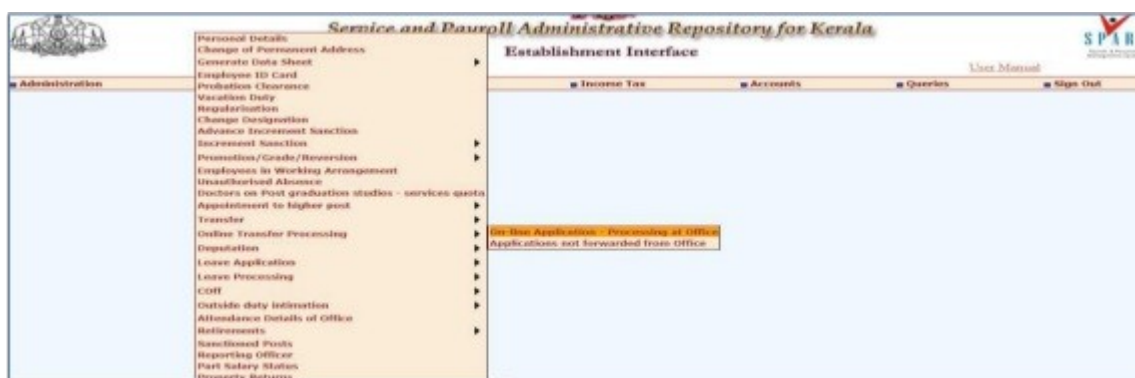 Service and Payroll Administrative Repository for Kerala
Establishment Interface
SPAR
User Manual
Administration
Income Tax
Accounts
Queries
Sign Out
Personal Details
Change of Permanent Address
Generate Data Sheet
Employee ID Card
Probation Clearance
Vacation Duty
Regularisation
Change Designation
Advance Increment Sanction
Increment Sanction
Promotion/Grade/Reversion
Employees in Working Arrangement
Unauthorised Absence
Doctors on Post graduation studies - services quota
Appointment to higher post
Transfer
Online Transfer Processing
On-line Application - Processing at Office
Applications not forwarded from Office
Deputation
Leave Application
Leave Processing
COff
Outside duty intimation
Attendance Details of Office
Retirements
Sanctioned Posts
Reporting Officer
Part Salary Status
Property Returns